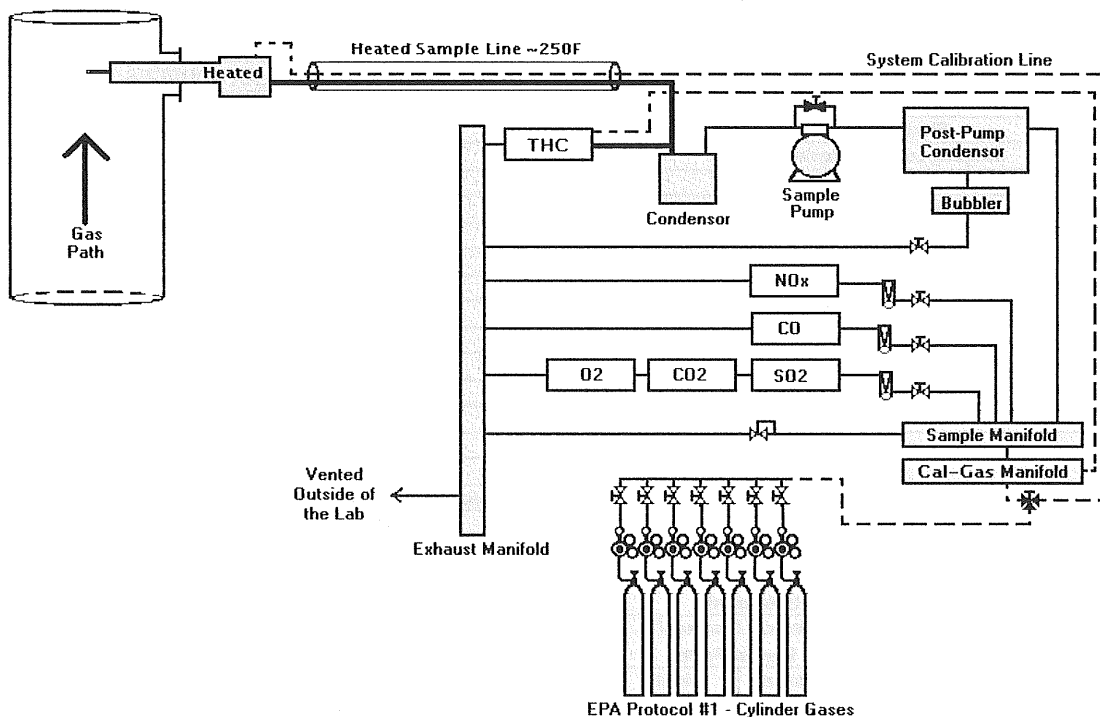 Heated Sample Line ~250F
System Calibration Line
Heated
Gas
Path
THC
Condensor
Sample
Pump
Post-Pump
Condensor
Bubbler
NOx
CO
O2
CO2
SO2
Sample Manifold
Cal-Gas Manifold
Vented
Outside of
the Lab
Exhaust Manifold
EPA Protocol #1 - Cylinder Gases